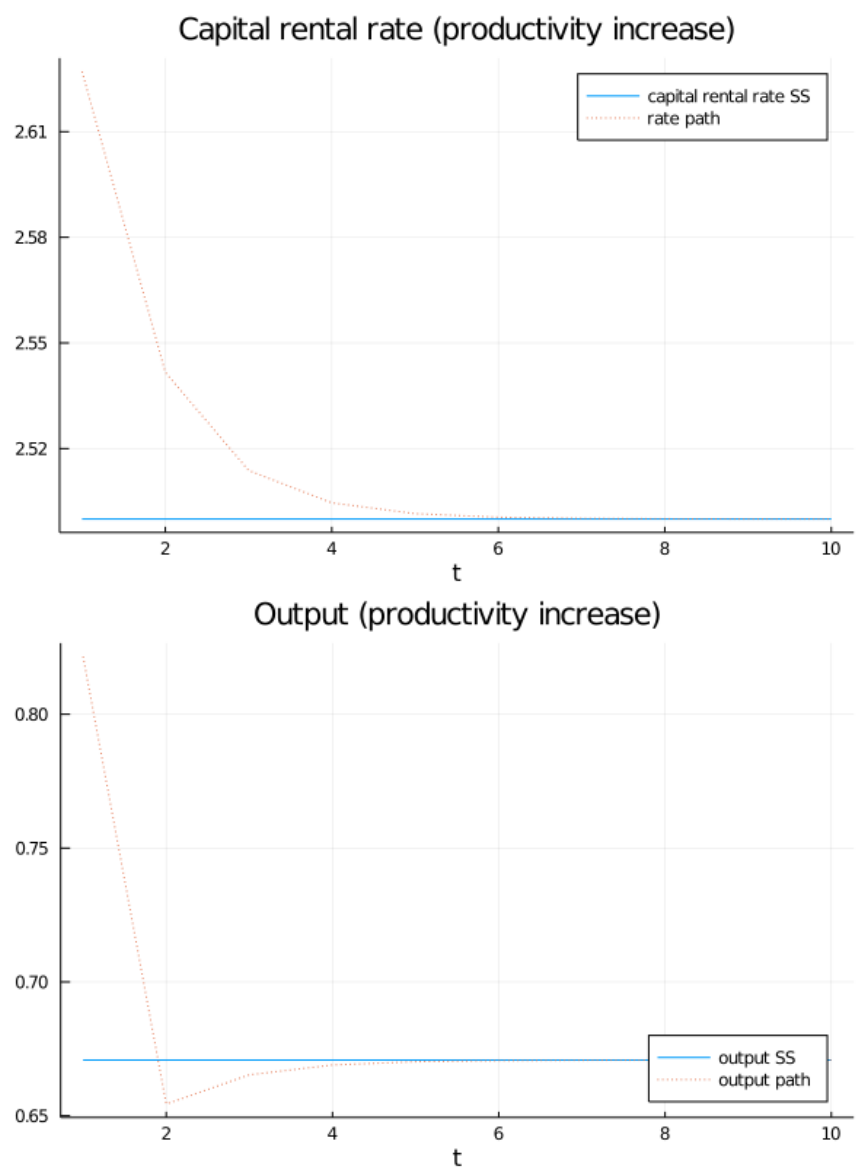 Capital rental rate (productivity increase)
capital rental rate SS
rate path
2.61
2.58
2.55
2.52
2 4 6 8 10
t
Output (productivity increase)
0.80
0.75
0.70
output SS
output path
0.65
2 4 6 8 10
t